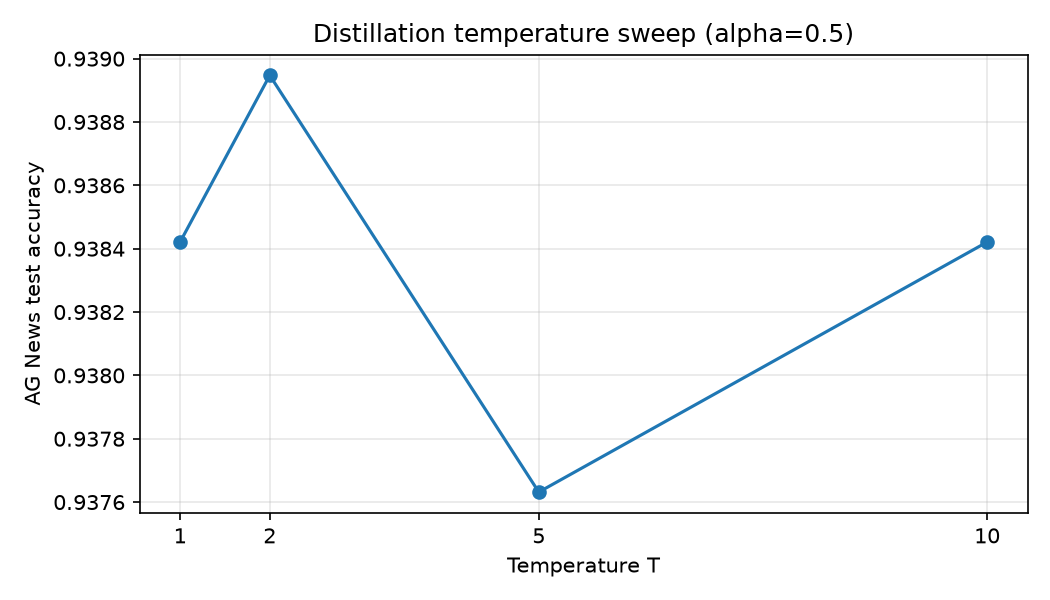 Distillation temperature sweep (alpha=0.5)
AG News test accuracy
0.9390
0.9388
0.9386
0.9384
0.9382
0.9380
0.9378
0.9376
1 2 5 10
Temperature T